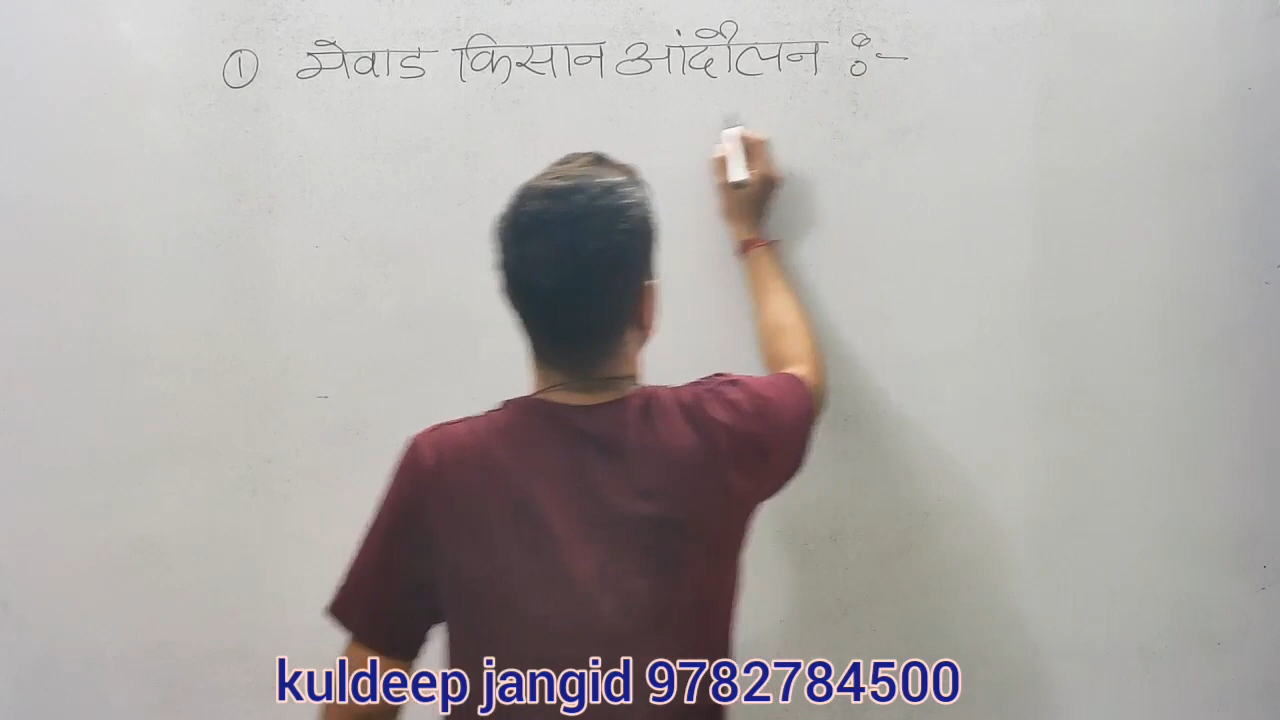 ① मेवाड किसान आंदौलन :-
kuldeep jangid 9782784500